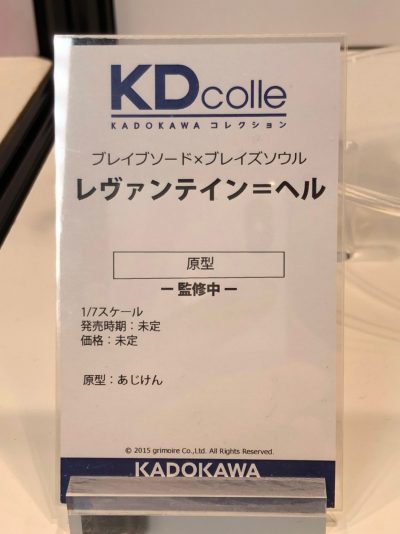 KDcolle
KADOKAWA コレクション
ブレイブソード×ブレイズソウル
レヴァンテイン＝ヘル
原型
ー 監修中 ー
1/7スケール
発売時期：未定
価格：未定
原型：あじけん
© 2015 grimoire Co.,Ltd. All Rights Reserved.
KADOKAWA